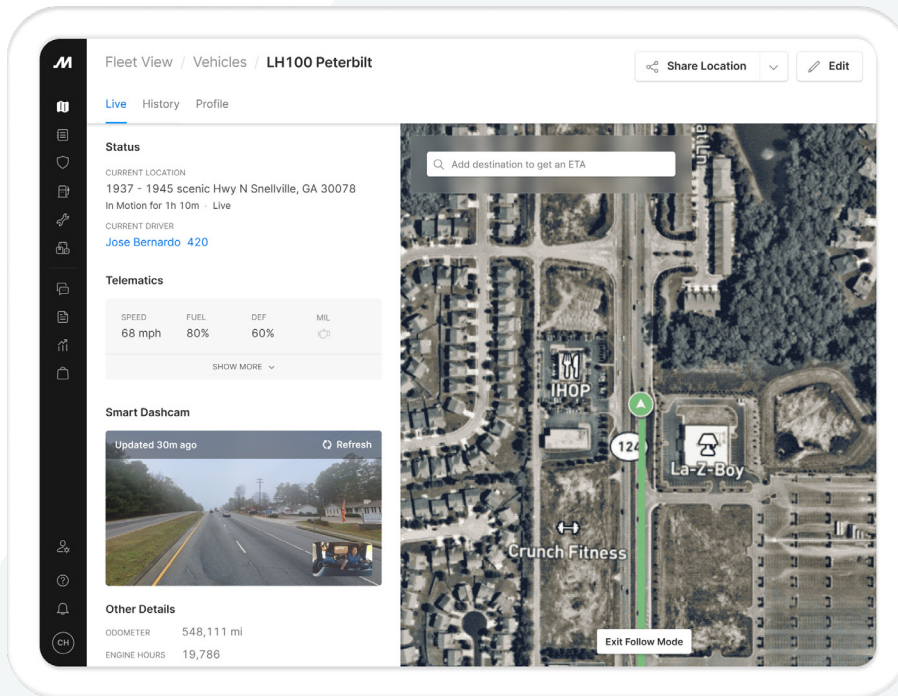 Fleet View / Vehicles / LH100 Peterbilt
Share Location
Edit
Live History Profile
Status
CURRENT LOCATION
1937 - 1945 scenic Hwy N Snellville, GA 30078
In Motion for 1h 10m · Live
CURRENT DRIVER
Jose Bernardo 420
Telematics
SPEED FUEL DEF MIL
68 mph 80% 60%
SHOW MORE
Smart Dashcam
Updated 30m ago Refresh
Other Details
ODOMETER 548,111 mi
ENGINE HOURS 19,786
CH
Add destination to get an ETA
IHOP
124
La-Z-Boy
Crunch Fitness
Exit Follow Mode